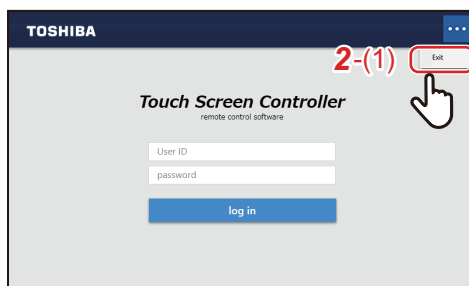 TOSHIBA
...
2-(1)
Exit
Touch Screen Controller
remote control software
User ID
password
log in